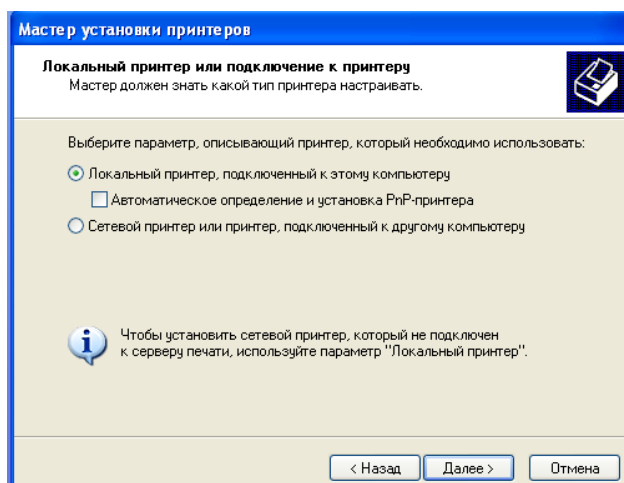 Мастер установки принтеров
Локальный принтер или подключение к принтеру
Мастер должен знать какой тип принтера настраивать.
Выберите параметр, описывающий принтер, который необходимо использовать:
Локальный принтер, подключенный к этому компьютеру
Автоматическое определение и установка PnP-принтера
Сетевой принтер или принтер, подключенный к другому компьютеру
Чтобы установить сетевой принтер, который не подключен
к серверу печати, используйте параметр "Локальный принтер".
< Назад Далее > Отмена